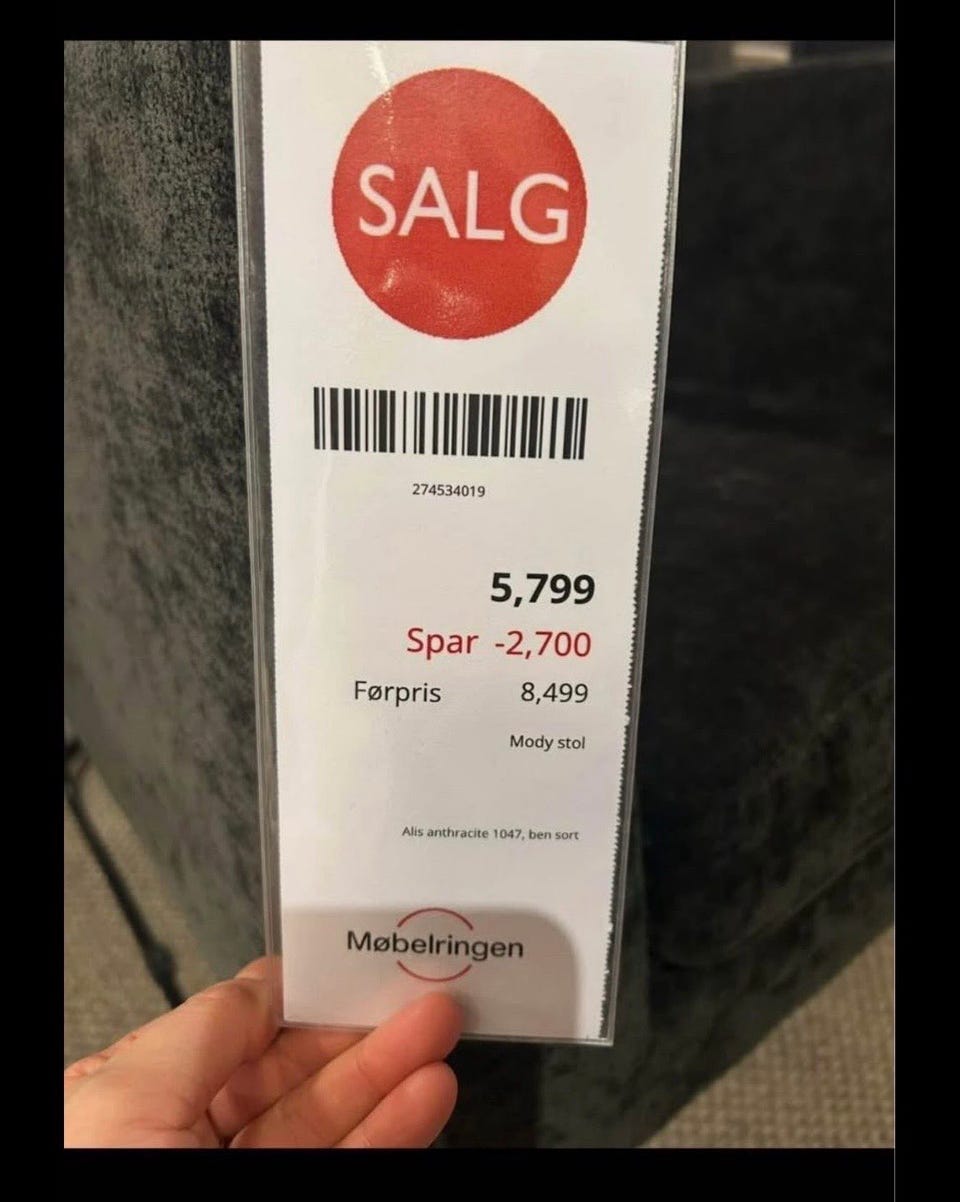 SALG
274534019
5,799
Spar -2,700
Førpris 8,499
Mody stol
Alis anthracite 1047, ben sort
Møbelringen